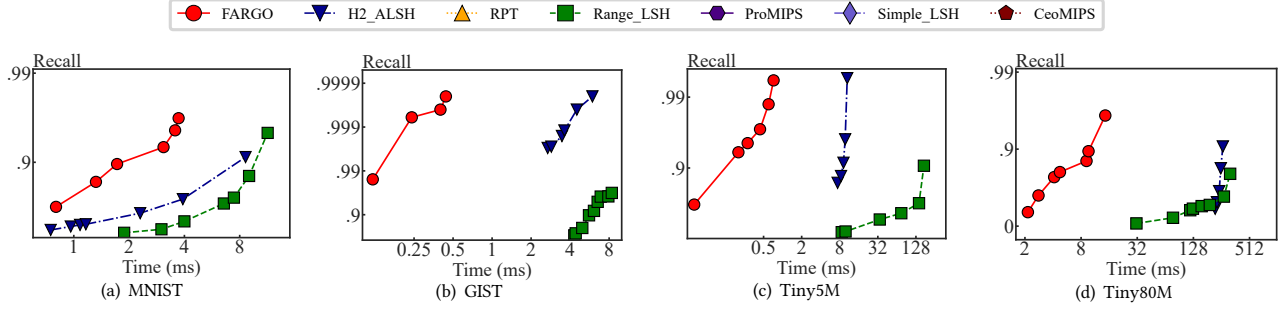 FARGO H2_ALSH RPT Range_LSH ProMIPS Simple_LSH CeoMIPS
Recall
.99
.9
1 2 4 8
Time (ms)
(a) MNIST
Recall
.9999
.999
.99
.9
0.25 0.5 1 2 4 8
Time (ms)
(b) GIST
Recall
.99
.9
0.5 2 8 32 128
Time (ms)
(c) Tiny5M
Recall
.99
.9
0
2 8 32 128 512
Time (ms)
(d) Tiny80M